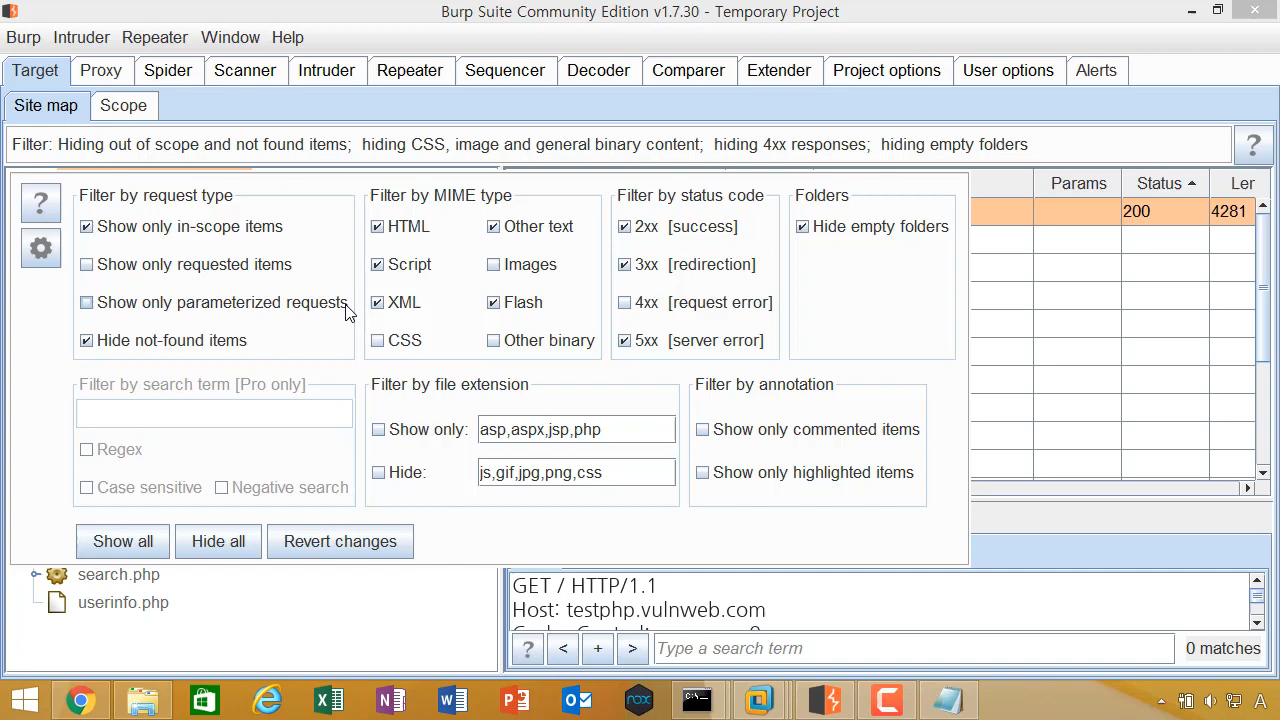 Burp Suite Community Edition v1.7.30 - Temporary Project
Burp Intruder Repeater Window Help
Target Proxy Spider Scanner Intruder Repeater Sequencer Decoder Comparer Extender Project options User options Alerts
Site map Scope
Filter: Hiding out of scope and not found items; hiding CSS, image and general binary content; hiding 4xx responses; hiding empty folders ?
? Filter by request type Filter by MIME type Filter by status code Folders Params Status Ler
Show only in-scope items HTML Other text 2xx [success] Hide empty folders 200 4281
Show only requested items Script Images 3xx [redirection]
Show only parameterized requests XML Flash 4xx [request error]
Hide not-found items CSS Other binary 5xx [server error]
Filter by search term [Pro only] Filter by file extension Filter by annotation
Show only: asp,aspx,jsp,php Show only commented items
Regex
Hide: js,gif,jpg,png,css Show only highlighted items
Case sensitive Negative search
Show all Hide all Revert changes
search.php
userinfo.php
GET / HTTP/1.1
Host: testphp.vulnweb.com
? < + > Type a search term 0 matches
nox A